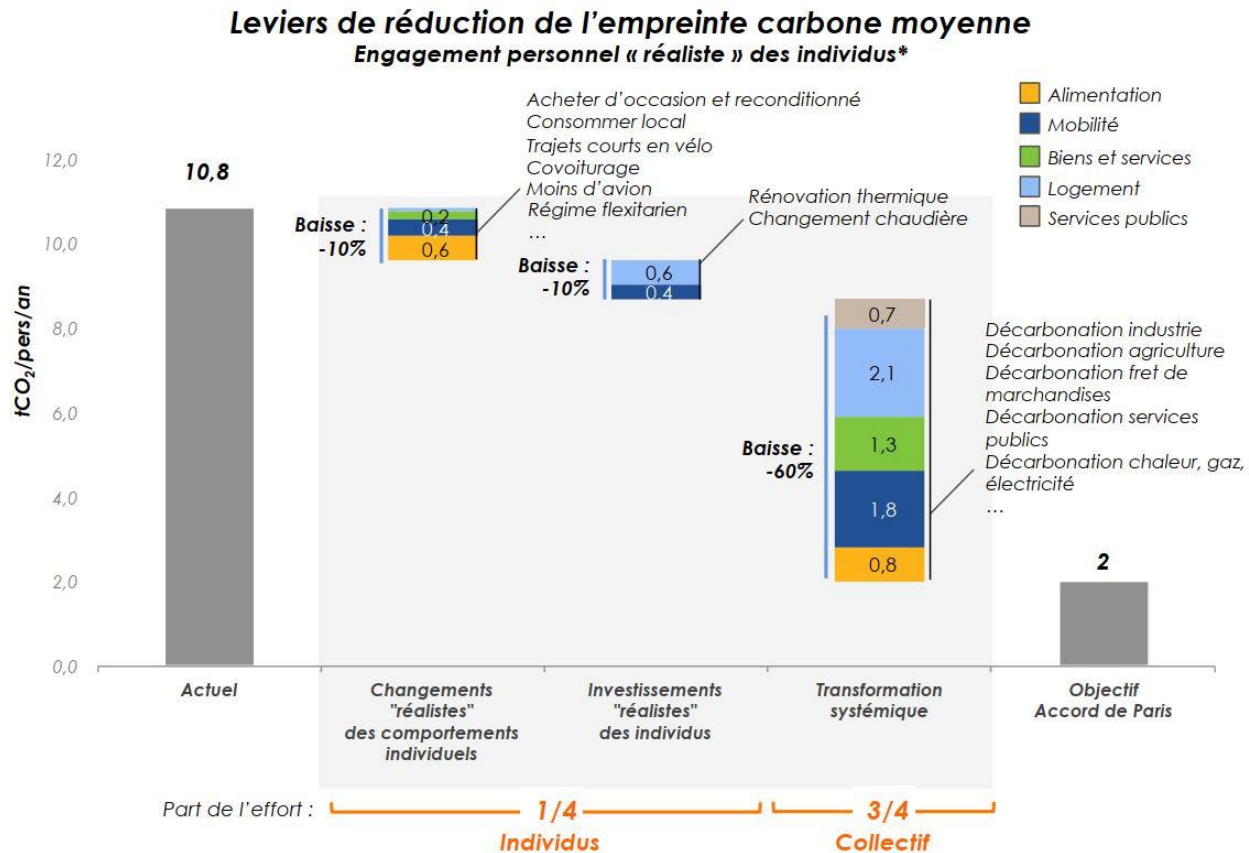 Leviers de réduction de l'empreinte carbone moyenne
Engagement personnel « réaliste » des individus*
Acheter d'occasion et reconditionné
Consommer local
Trajets courts en vélo
Covoiturage
Moins d'avion
Régime flexitarien
…
Rénovation thermique
Changement chaudière
Alimentation
Mobilité
Biens et services
Logement
Services publics
tCO₂/pers/an
12,0
10,0
8,0
6,0
4,0
2,0
0,0
10,8
Baisse :
-10%
0,2
0,4
0,6
Baisse :
-10%
0,6
0,4
Baisse :
-60%
0,7
2,1
1,3
1,8
0,8
Décarbonation industrie
Décarbonation agriculture
Décarbonation fret de
marchandises
Décarbonation services
publics
Décarbonation chaleur, gaz,
électricité
…
2
Actuel
Changements
"réalistes"
des comportements
individuels
Investissements
"réalistes"
des individus
Transformation
systémique
Objectif
Accord de Paris
Part de l'effort :
1/4
Individus
3/4
Collectif